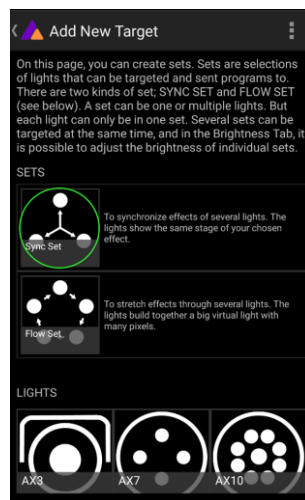 Add New Target
On this page, you can create sets. Sets are selections
of lights that can be targeted and sent programs to.
There are two kinds of set; SYNC SET and FLOW SET
(see below). A set can be one or multiple lights. But
each light can only be in one set. Several sets can be
targeted at the same time, and in the Brightness Tab, it
is possible to adjust the brightness of individual sets.
SETS
To synchronize effects of several lights. The
lights show the same stage of your chosen
effect.
Sync Set
To stretch effects through several lights. The
lights build together a big virtual light with
many pixels.
Flow Set
LIGHTS
AX3
AX7
AX10